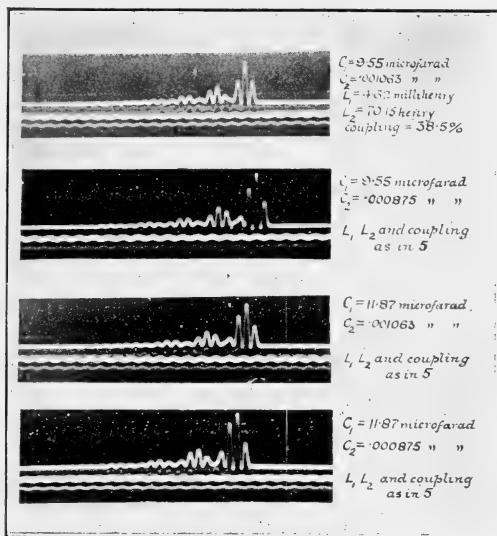 C₁ = 9.55 microfarad
C₂ = .001063 " "
L₁ = 4.62 millihenry
L₂ = henry
coupling = 38.5%
C₁ = 9.55 microfarad
C₂ = .000875 " "
L₁ L₂ and coupling
as in 5
C₁ = 11.87 microfarad
C₂ = .001063 " "
L₁ L₂ and coupling
as in 5
C₁ = 11.87 microfarad
C₂ = .000875 " "
L₁ L₂ and coupling
as in 5